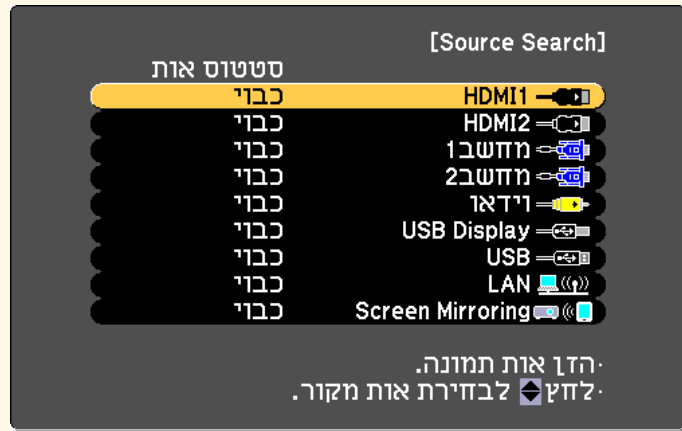 [Source Search]
סטטוס אות
HDMI1 כבוי
HDMI2 כבוי
מחשב1 כבוי
מחשב2 כבוי
וידאו כבוי
USB Display כבוי
USB כבוי
LAN כבוי
Screen Mirroring כבוי
·הזן אות תמונה.
·לחץ לבחירת אות מקור.